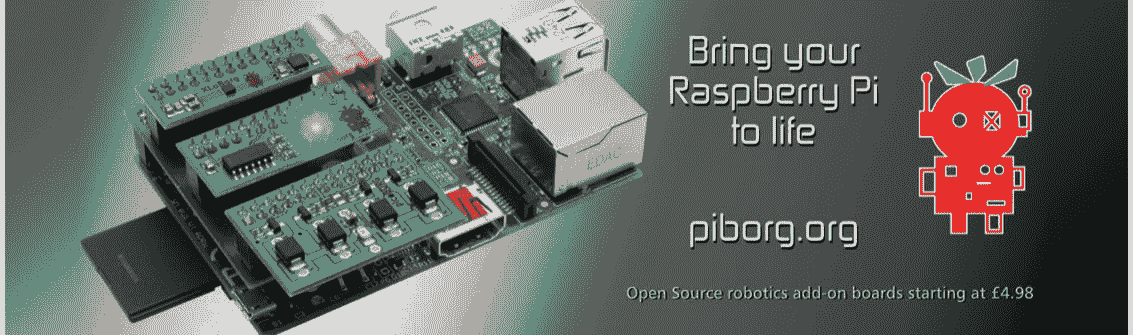 Bring your
Raspberry Pi
to life
piborg.org
Open Source robotics add-on boards starting at £4.98